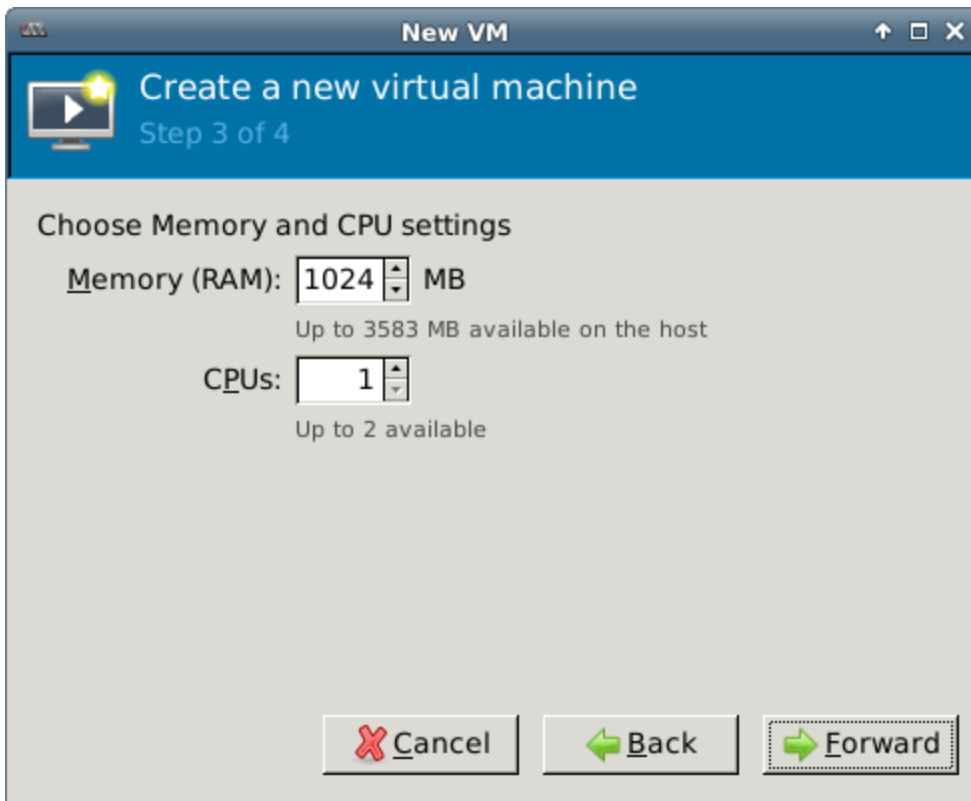 New VM
Create a new virtual machine
Step 3 of 4
Choose Memory and CPU settings
Memory (RAM): 1024 MB
Up to 3583 MB available on the host
CPUs: 1
Up to 2 available
Cancel Back Forward